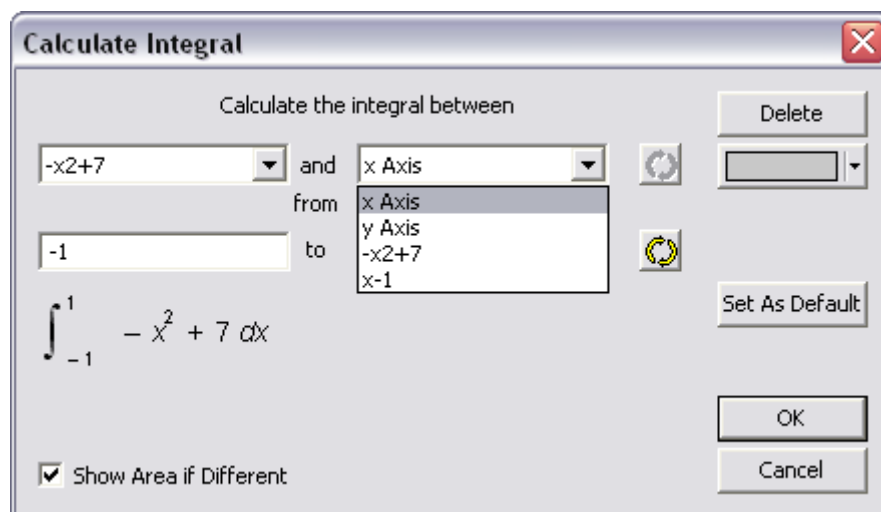 Calculate Integral
Calculate the integral between
Delete
-x2+7 and x Axis
from x Axis
y Axis
-1 to -x2+7
x-1
∫₋₁¹ − x² + 7 dx
Set As Default
OK
Show Area if Different
Cancel